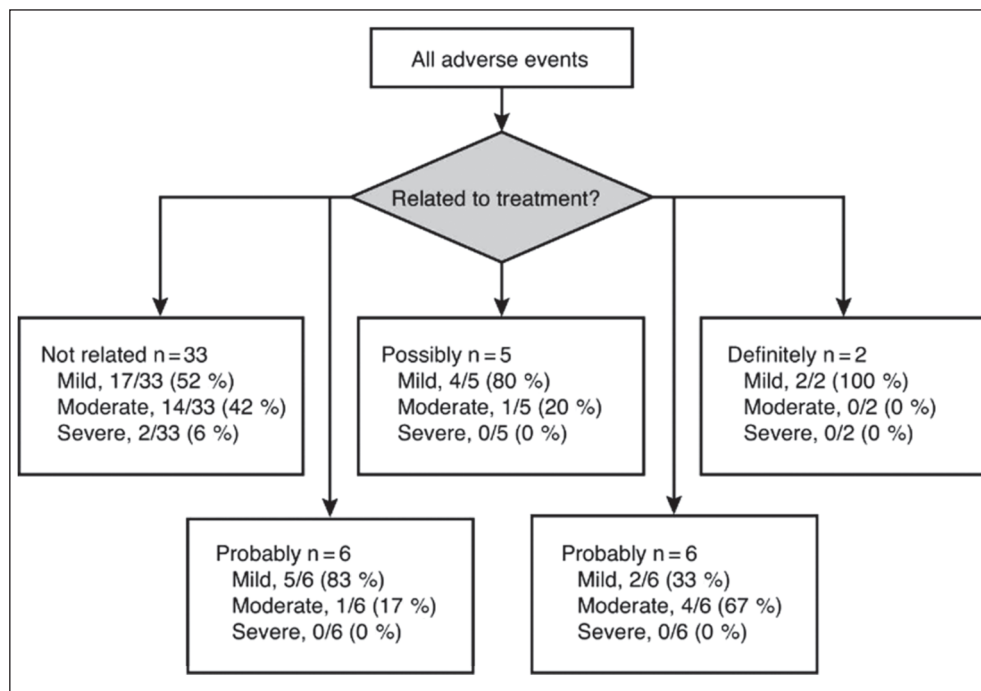 All adverse events
Related to treatment?
Not related n=33
Mild, 17/33 (52 %)
Moderate, 14/33 (42 %)
Severe, 2/33 (6 %)
Possibly n=5
Mild, 4/5 (80 %)
Moderate, 1/5 (20 %)
Severe, 0/5 (0 %)
Definitely n=2
Mild, 2/2 (100 %)
Moderate, 0/2 (0 %)
Severe, 0/2 (0 %)
Probably n=6
Mild, 5/6 (83 %)
Moderate, 1/6 (17 %)
Severe, 0/6 (0 %)
Probably n=6
Mild, 2/6 (33 %)
Moderate, 4/6 (67 %)
Severe, 0/6 (0 %)